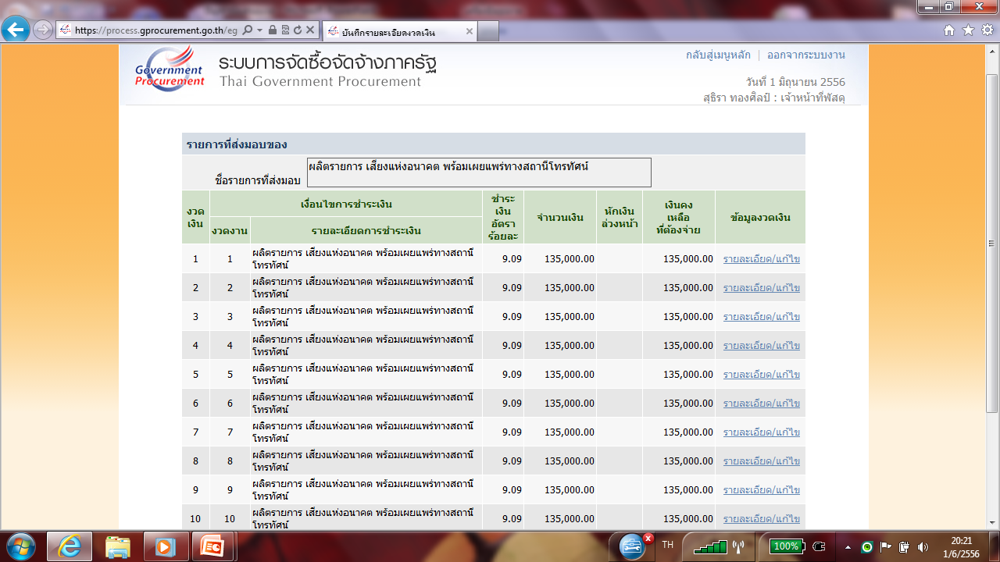 https://process.gprocurement.go.th/eg
บันทึกรายละเอียดงวดเงิน
Government
Procurement
ระบบการจัดซื้อจัดจ้างภาครัฐ
Thai Government Procurement
กลับสู่เมนูหลัก | ออกจากระบบงาน
วันที่ 1 มิถุนายน 2556
สุธิรา ทองศิลป์ : เจ้าหน้าที่พัสดุ
รายการที่ส่งมอบของ
ชื่อรายการที่ส่งมอบ
ผลิตรายการ เสียงแห่งอนาคต พร้อมเผยแพร่ทางสถานีโทรทัศน์
งวด
เงิน
เงื่อนไขการชำระเงิน
งวดงาน
รายละเอียดการชำระเงิน
ชำระ
เงิน
อัตรา
ร้อยละ
จำนวนเงิน
หักเงิน
ล่วงหน้า
เงินคง
เหลือ
ที่ต้องจ่าย
ข้อมูลงวดเงิน
1 1 ผลิตรายการ เสียงแห่งอนาคต พร้อมเผยแพร่ทางสถานี
โทรทัศน์ 9.09 135,000.00 135,000.00 รายละเอียด/แก้ไข
2 2 ผลิตรายการ เสียงแห่งอนาคต พร้อมเผยแพร่ทางสถานี
โทรทัศน์ 9.09 135,000.00 135,000.00 รายละเอียด/แก้ไข
3 3 ผลิตรายการ เสียงแห่งอนาคต พร้อมเผยแพร่ทางสถานี
โทรทัศน์ 9.09 135,000.00 135,000.00 รายละเอียด/แก้ไข
4 4 ผลิตรายการ เสียงแห่งอนาคต พร้อมเผยแพร่ทางสถานี
โทรทัศน์ 9.09 135,000.00 135,000.00 รายละเอียด/แก้ไข
5 5 ผลิตรายการ เสียงแห่งอนาคต พร้อมเผยแพร่ทางสถานี
โทรทัศน์ 9.09 135,000.00 135,000.00 รายละเอียด/แก้ไข
6 6 ผลิตรายการ เสียงแห่งอนาคต พร้อมเผยแพร่ทางสถานี
โทรทัศน์ 9.09 135,000.00 135,000.00 รายละเอียด/แก้ไข
7 7 ผลิตรายการ เสียงแห่งอนาคต พร้อมเผยแพร่ทางสถานี
โทรทัศน์ 9.09 135,000.00 135,000.00 รายละเอียด/แก้ไข
8 8 ผลิตรายการ เสียงแห่งอนาคต พร้อมเผยแพร่ทางสถานี
โทรทัศน์ 9.09 135,000.00 135,000.00 รายละเอียด/แก้ไข
9 9 ผลิตรายการ เสียงแห่งอนาคต พร้อมเผยแพร่ทางสถานี
โทรทัศน์ 9.09 135,000.00 135,000.00 รายละเอียด/แก้ไข
10 10 ผลิตรายการ เสียงแห่งอนาคต พร้อมเผยแพร่ทางสถานี
โทรทัศน์ 9.09 135,000.00 135,000.00 รายละเอียด/แก้ไข
TH
100%
20:21
1/6/2556